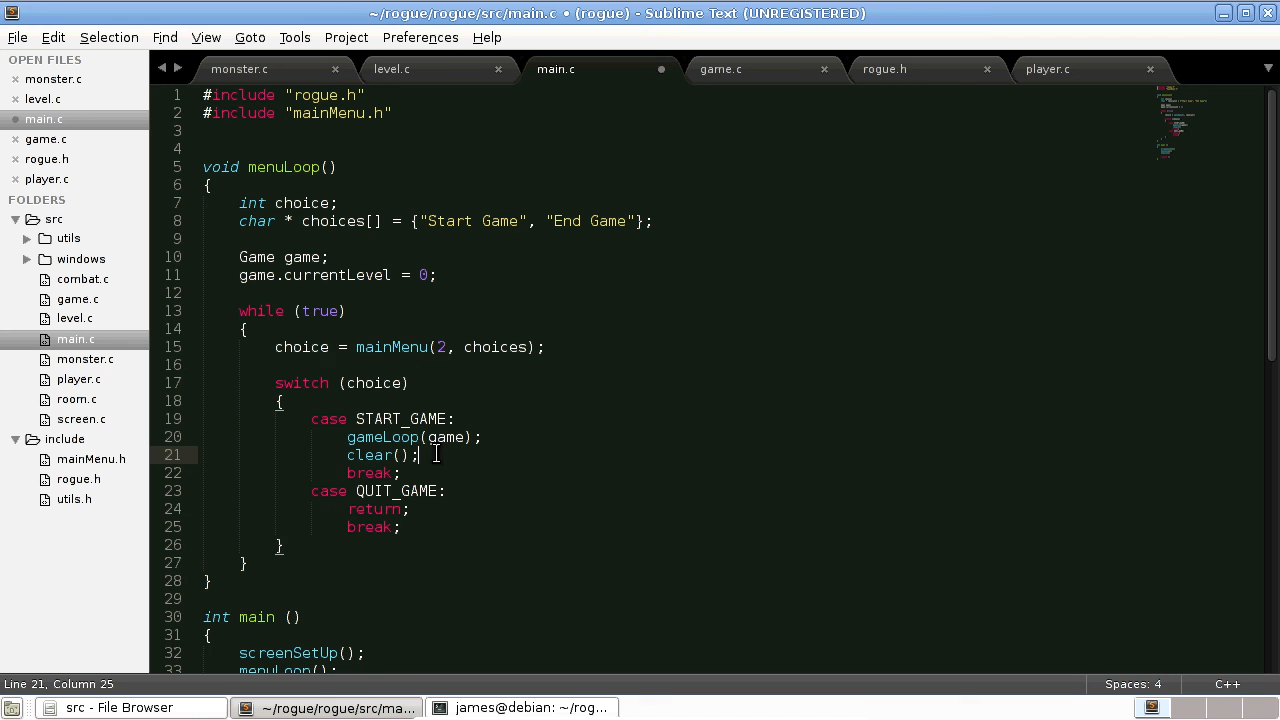 ~/rogue/rogue/src/main.c • (rogue) - Sublime Text (UNREGISTERED)
File Edit Selection Find View Goto Tools Project Preferences Help
OPEN FILES
monster.c
level.c
main.c
game.c
rogue.h
player.c
FOLDERS
src
utils
windows
combat.c
game.c
level.c
main.c
monster.c
player.c
room.c
screen.c
include
mainMenu.h
rogue.h
utils.h
monster.c level.c main.c game.c rogue.h player.c
1 #include "rogue.h"
2 #include "mainMenu.h"
3
4
5 void menuLoop()
6 {
7     int choice;
8     char * choices[] = {"Start Game", "End Game"};
9
10     Game game;
11     game.currentLevel = 0;
12
13     while (true)
14     {
15         choice = mainMenu(2, choices);
16
17         switch (choice)
18         {
19             case START_GAME:
20                 gameLoop(game);
21                 clear();
22                 break;
23             case QUIT_GAME:
24                 return;
25                 break;
26         }
27     }
28 }
29
30 int main ()
31 {
32     screenSetUp();
33     menuLoop();
Line 21, Column 25 Spaces: 4 C++
src - File Browser ~/rogue/rogue/src/ma... james@debian: ~/rog...